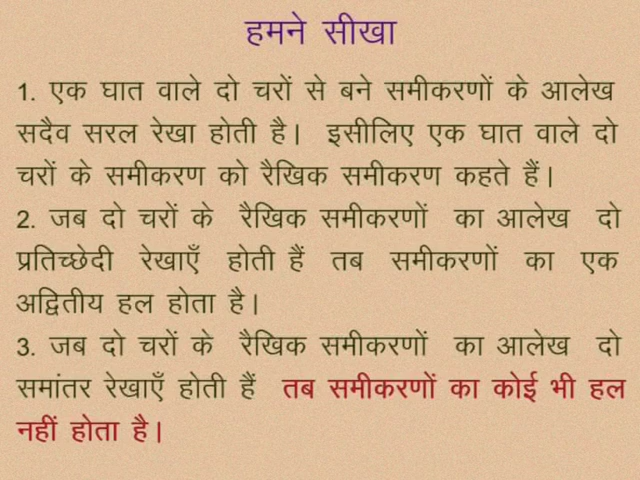 हमने सीखा
1. एक घात वाले दो चरों से बने समीकरणों के आलेख
सदैव सरल रेखा होती है। इसीलिए एक घात वाले दो
चरों के समीकरण को रैखिक समीकरण कहते हैं।
2. जब दो चरों के रैखिक समीकरणों का आलेख दो
प्रतिच्छेदी रेखाएँ होती हैं तब समीकरणों का एक
अद्वितीय हल होता है।
3. जब दो चरों के रैखिक समीकरणों का आलेख दो
समांतर रेखाएँ होती हैं तब समीकरणों का कोई भी हल
नहीं होता है।